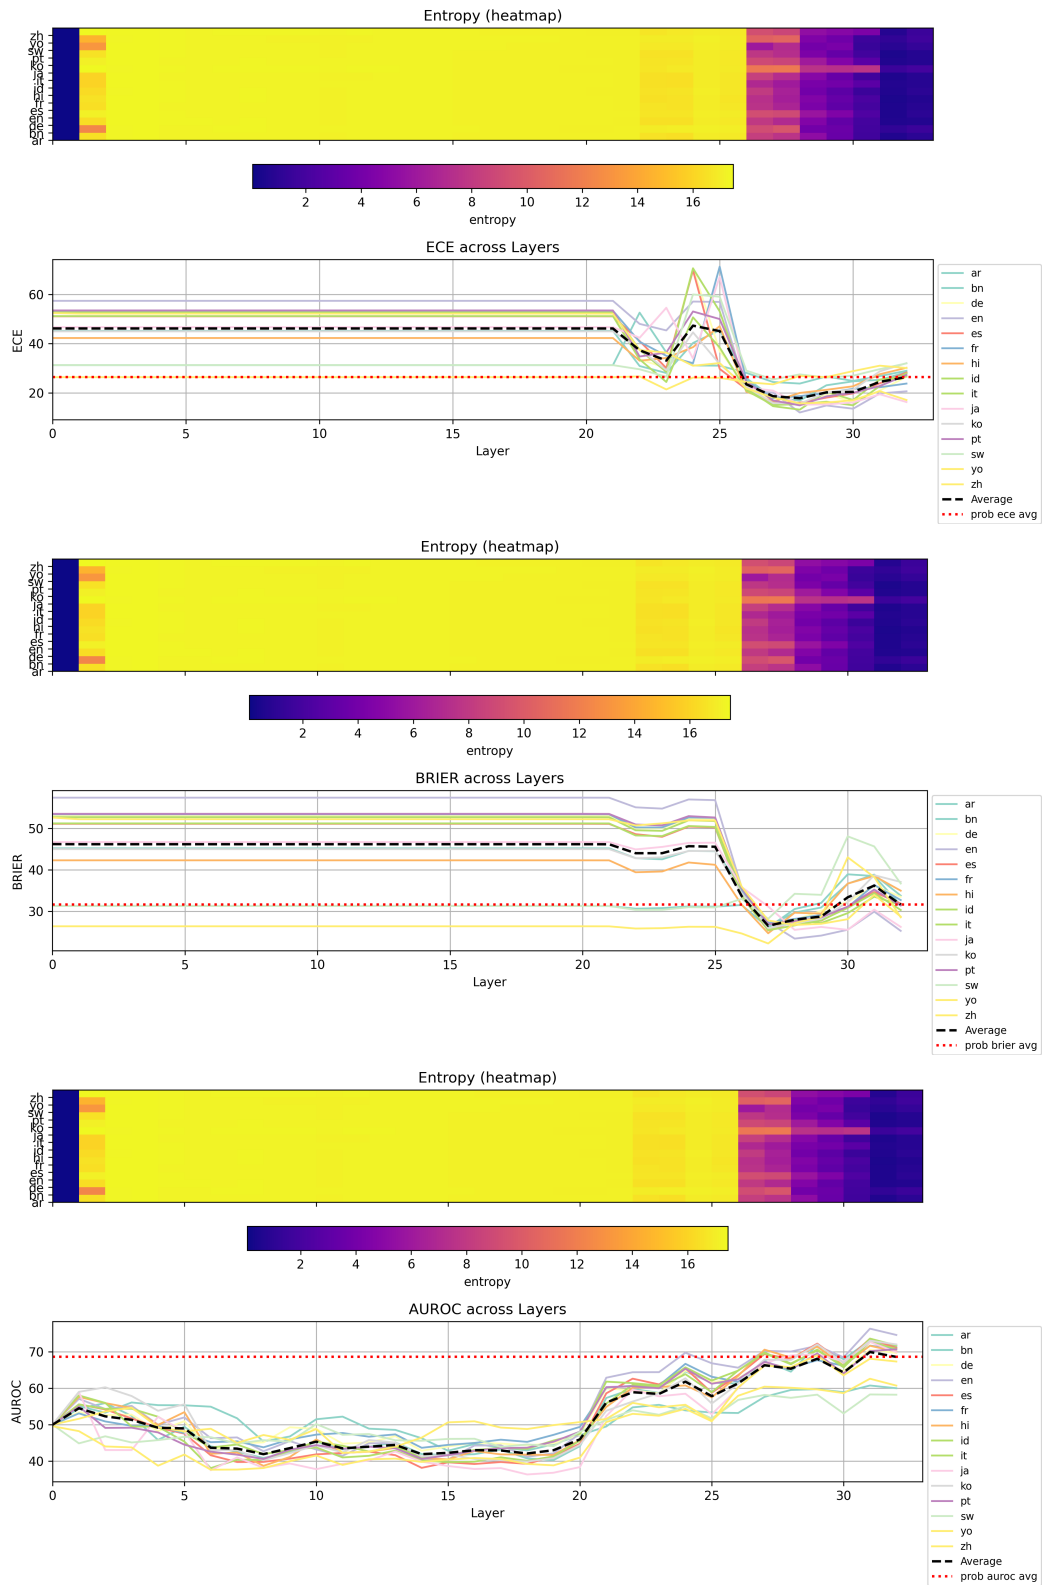 Entropy (heatmap)
zh
yo
sw
pt
ko
ja
it
id
hi
fr
es
en
de
bn
ar
2 4 6 8 10 12 14 16
entropy
ECE across Layers
60
40
20
ECE
0 5 10 15 20 25 30
Layer
ar
bn
de
en
es
fr
hi
id
it
ja
ko
pt
sw
yo
zh
Average
prob ece avg
Entropy (heatmap)
zh
yo
sw
pt
ko
ja
it
id
hi
fr
es
en
de
bn
ar
2 4 6 8 10 12 14 16
entropy
BRIER across Layers
50
40
30
BRIER
0 5 10 15 20 25 30
Layer
ar
bn
de
en
es
fr
hi
id
it
ja
ko
pt
sw
yo
zh
Average
prob brier avg
Entropy (heatmap)
zh
yo
sw
pt
ko
ja
it
id
hi
fr
es
en
de
bn
ar
2 4 6 8 10 12 14 16
entropy
AUROC across Layers
70
60
50
40
AUROC
0 5 10 15 20 25 30
Layer
ar
bn
de
en
es
fr
hi
id
it
ja
ko
pt
sw
yo
zh
Average
prob auroc avg